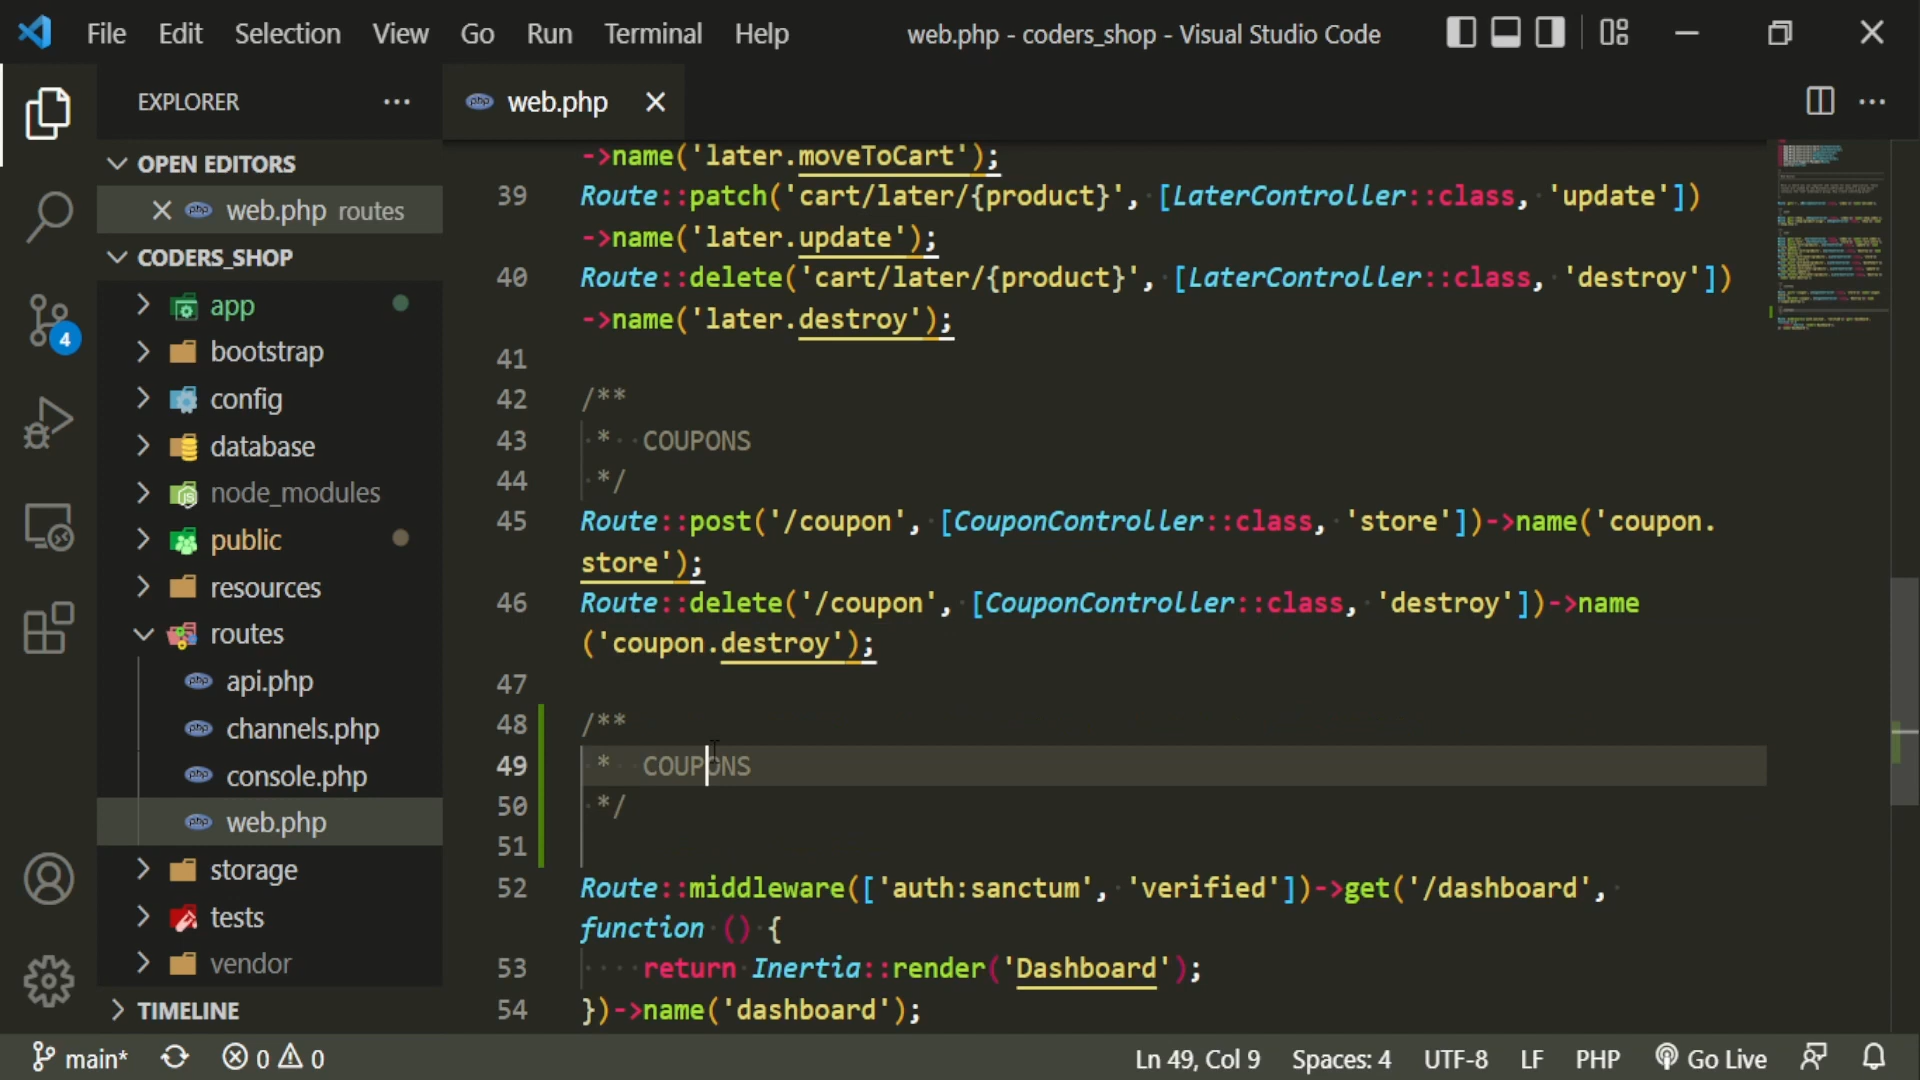 File Edit Selection View Go Run Terminal Help
web.php - coders_shop - Visual Studio Code
EXPLORER
web.php
OPEN EDITORS
web.php routes
CODERS_SHOP
app
bootstrap
config
database
node_modules
public
resources
routes
api.php
channels.php
console.php
web.php
storage
tests
vendor
TIMELINE
4
->name('later.moveToCart');
39 Route::patch('cart/later/{product}', [LaterController::class, 'update'])
->name('later.update');
40 Route::delete('cart/later/{product}', [LaterController::class, 'destroy'])
->name('later.destroy');
41
42 /**
43 * COUPONS
44 */
45 Route::post('/coupon', [CouponController::class, 'store'])->name('coupon.
store');
46 Route::delete('/coupon', [CouponController::class, 'destroy'])->name
('coupon.destroy');
47
48 /**
49 * COUPONS
50 */
51
52 Route::middleware(['auth:sanctum', 'verified'])->get('/dashboard',
function () {
53 return Inertia::render('Dashboard');
54 })->name('dashboard');
main* 0 0 Ln 49, Col 9 Spaces: 4 UTF-8 LF PHP Go Live